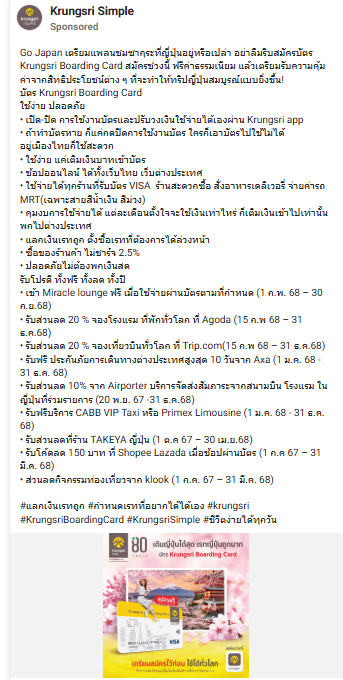 Krungsri Simple
Sponsored
Go Japan เตรียมแพลนชมซากุระที่ญี่ปุ่นอยู่หรือเปล่า อย่าลืมรีบสมัครบัตร
Krungsri Boarding Card สมัครช่วงนี้ ฟรีค่าธรรมเนียม แล้วเตรียมรับความคุ้ม
ค่าจากสิทธิประโยชน์ต่าง ๆ ที่จะทำให้ทริปญี่ปุ่นสมบูรณ์แบบยิ่งขึ้น!
บัตร Krungsri Boarding Card
ใช้ง่าย ปลอดภัย
• เปิด-ปิด การใช้งานบัตรและปรับวงเงินใช้จ่ายได้เองผ่าน Krungsri app
• ถ้าทำบัตรหาย ก็แค่กดปิดการใช้งานบัตร ใครก็เอาบัตรไปใช้ไม่ได้
อยู่เมืองไทยก็ใช้สะดวก
• ใช้ง่าย แค่เติมเงินบาทเข้าบัตร
• ช้อปออนไลน์ ได้ทั้งเว็บไทย เว็บต่างประเทศ
• ใช้จ่ายได้ทุกร้านที่รับบัตร VISA ร้านสะดวกซื้อ สั่งอาหารเดลิเวอรี่ จ่ายค่ารถ
MRT(เฉพาะสายสีน้ำเงิน สีม่วง)
• คุมงบการใช้จ่ายได้ แต่ละเดือนตั้งใจจะใช้เงินเท่าไหร่ ก็เติมเงินเข้าไปเท่านั้น
พกไปต่างประเทศ
• แลกเงินเรทถูก ตั้งซื้อเรทที่ต้องการได้ล่วงหน้า
• ซื้อของร้านค้า ไม่ชาร์จ 2.5%
• ปลอดภัยไม่ต้องพกเงินสด
รับโปรดี ทั้งฟรี ทั้งลด ทั้งปี
• เข้า Miracle lounge ฟรี เมื่อใช้จ่ายผ่านบัตรตามที่กำหนด (1 ก.พ. 68 – 30
ก.ย.68)
• รับส่วนลด 20 % จองโรงแรม ที่พักทั่วโลก ที่ Agoda (15 ก.พ 68 – 31
ธ.ค.68)
• รับส่วนลด 20 % จองเที่ยวบินทั่วโลก ที่ Trip.com(15 ก.พ 68 – 31 ธ.ค.68)
• รับฟรี ประกันภัยการเดินทางต่างประเทศสูงสุด 10 วันจาก Axa (1 ม.ค. 68 -
31 ธ.ค. 68)
• รับส่วนลด 10% จาก Airporter บริการจัดส่งสัมภาระจากสนามบิน โรงแรม ใน
ญี่ปุ่นที่ร่วมรายการ (20 พ.ย. 67 -31 ธ.ค.68)
• รับฟรีบริการ CABB VIP Taxi หรือ Primex Limousine (1 ม.ค. 68 - 31 ธ.ค.
68)
• รับส่วนลดที่ร้าน TAKEYA ญี่ปุ่น (1 ต.ค 67 – 30 เม.ย.68)
• รับโค้ดลด 150 บาท ที่ Shopee Lazada เมื่อช้อปผ่านบัตร (1 ก.ค 67 – 31
มี.ค. 68)
• ส่วนลดกิจกรรมท่องเที่ยวจาก klook (1 ก.ค. 67 – 31 มี.ค. 68)
#แลกเงินเรทถูก #กำหนดเรทที่อยากได้ได้เอง #krungsri
#KrungsriBoardingCard #KrungsriSimple #ชีวิตง่ายได้ทุกวัน
krungsri
80
เติมญี่ปุ่นได้สุด เรทญี่ปุ่นถูกมาก
บัตร Krungsri Boarding Card
สมัครฟรี
VISA
เตรียมสมัครไว้ก่อน ใช้ได้ทั่วโลก